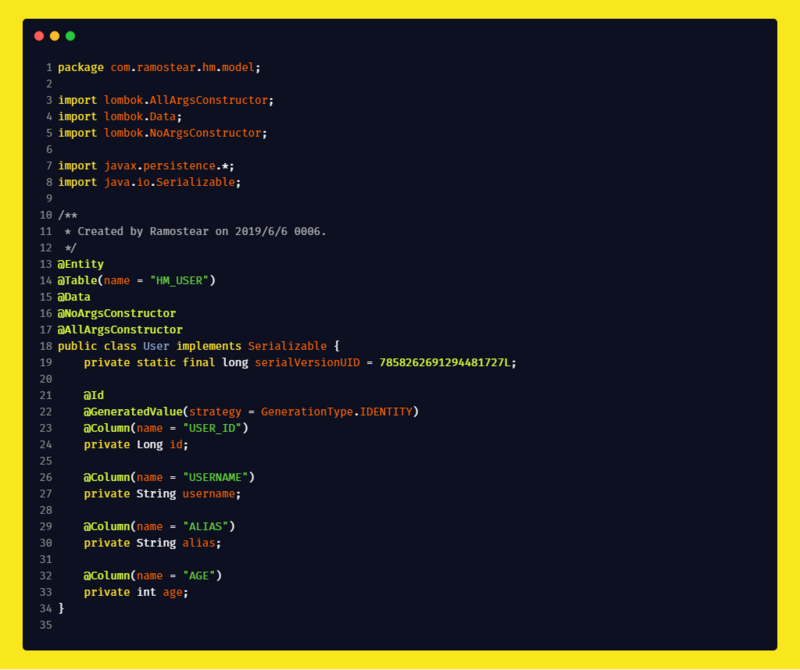 1 package com.ramostear.hm.model;
2
3 import lombok.AllArgsConstructor;
4 import lombok.Data;
5 import lombok.NoArgsConstructor;
6
7 import javax.persistence.*;
8 import java.io.Serializable;
9
10 /**
11  * Created by Ramostear on 2019/6/6 0006.
12  */
13 @Entity
14 @Table(name = "HM_USER")
15 @Data
16 @NoArgsConstructor
17 @AllArgsConstructor
18 public class User implements Serializable {
19     private static final long serialVersionUID = 7858262691294481727L;
20
21     @Id
22     @GeneratedValue(strategy = GenerationType.IDENTITY)
23     @Column(name = "USER_ID")
24     private Long id;
25
26     @Column(name = "USERNAME")
27     private String username;
28
29     @Column(name = "ALIAS")
30     private String alias;
31
32     @Column(name = "AGE")
33     private int age;
34 }
35